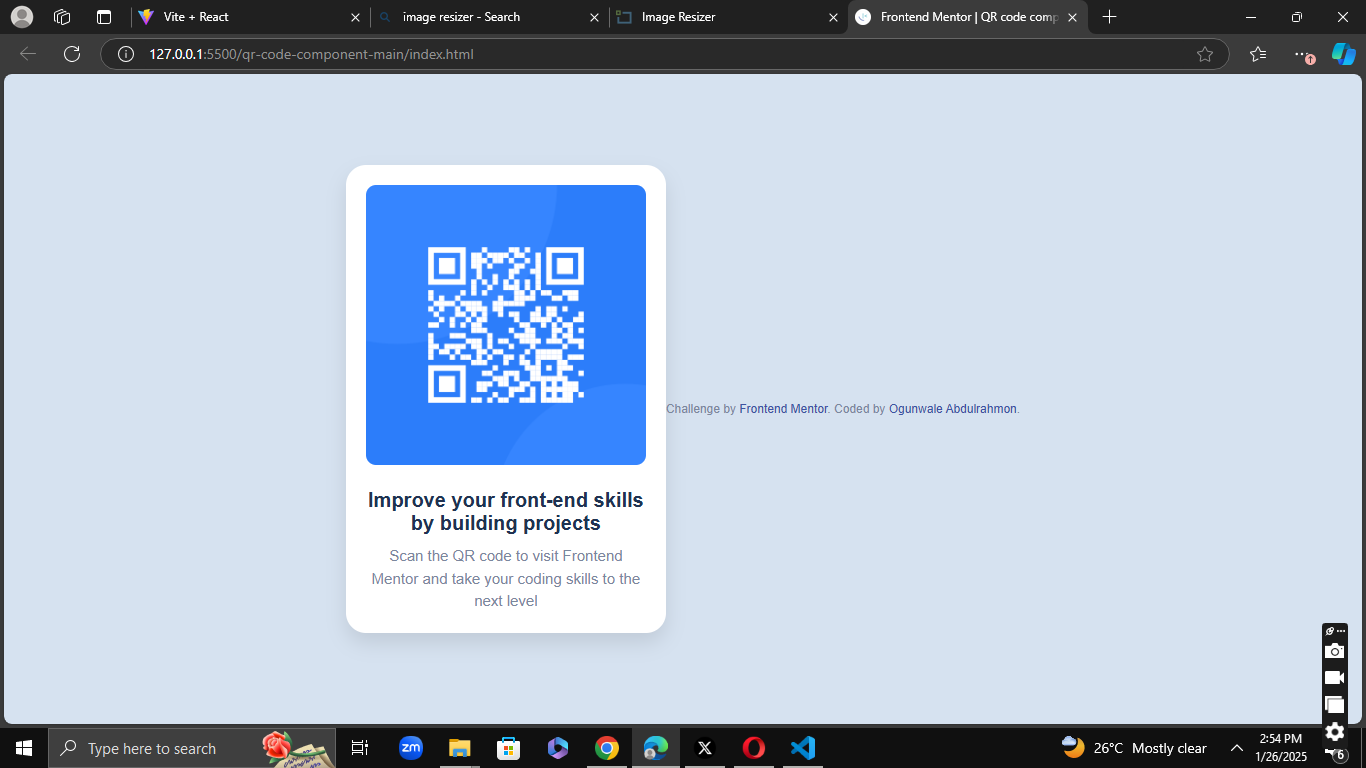 Vite + React
image resizer - Search
Image Resizer
Frontend Mentor | QR code comp
127.0.0.1:5500/qr-code-component-main/index.html
Challenge by Frontend Mentor. Coded by Ogunwale Abdulrahmon.
Improve your front-end skills
by building projects
Scan the QR code to visit Frontend
Mentor and take your coding skills to the
next level
Type here to search
zm
X
26°C Mostly clear
2:54 PM
1/26/2025
6